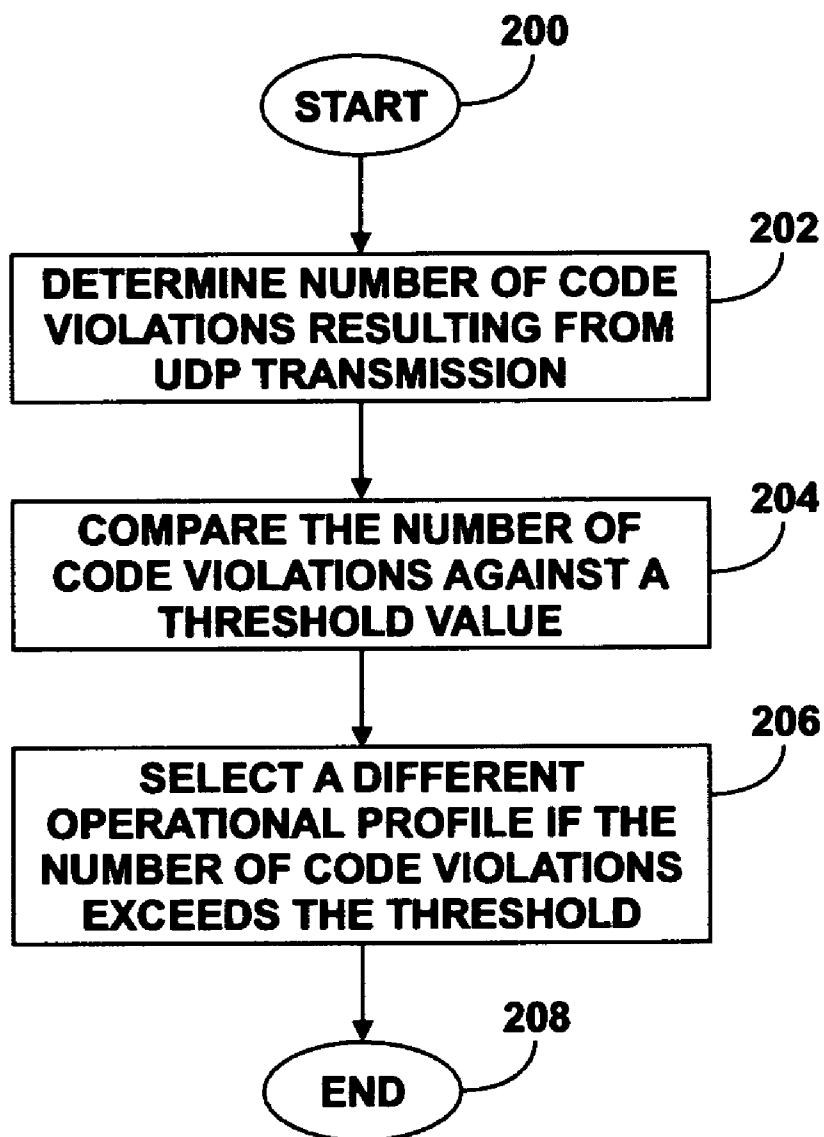 200
START
202
DETERMINE NUMBER OF CODE
VIOLATIONS RESULTING FROM
UDP TRANSMISSION
204
COMPARE THE NUMBER OF
CODE VIOLATIONS AGAINST A
THRESHOLD VALUE
206
SELECT A DIFFERENT
OPERATIONAL PROFILE IF THE
NUMBER OF CODE VIOLATIONS
EXCEEDS THE THRESHOLD
208
END